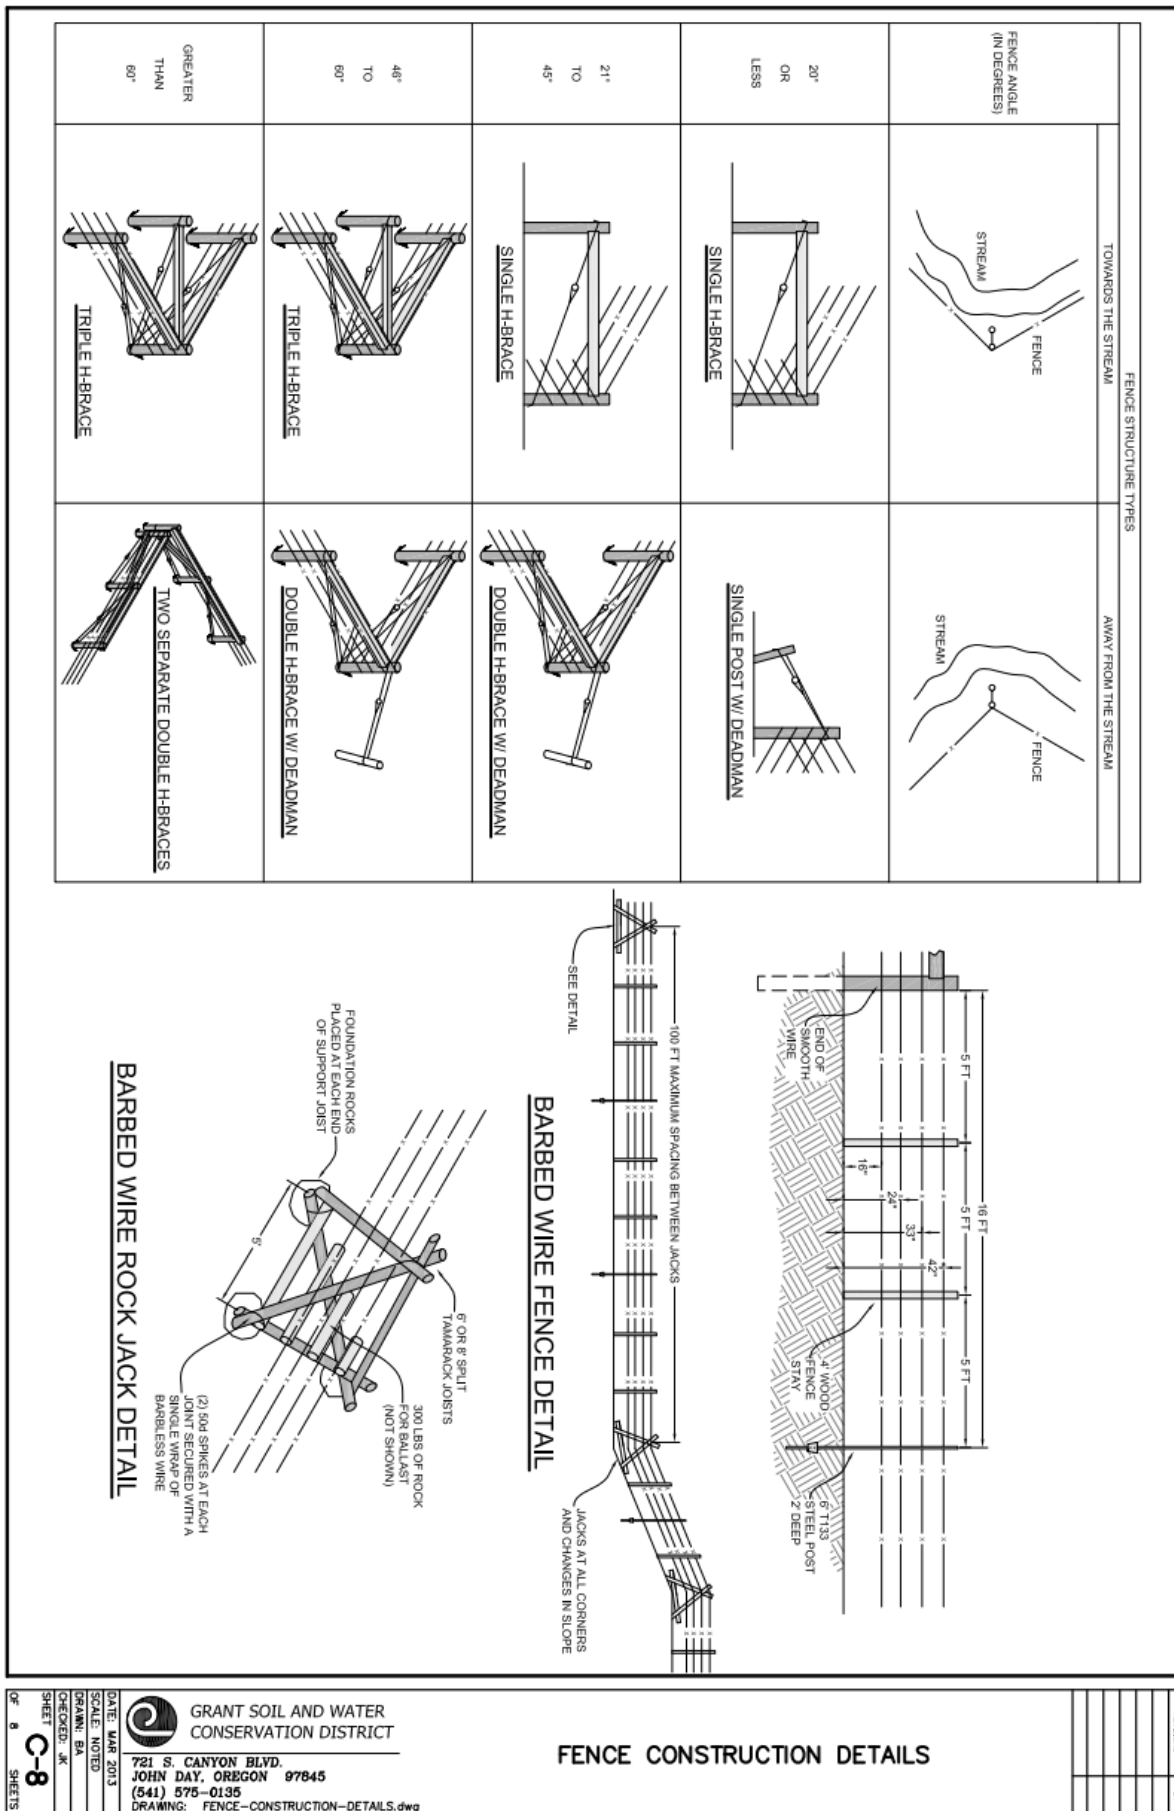 FENCE STRUCTURE TYPES
FENCE ANGLE
(IN DEGREES)
TOWARDS THE STREAM
AWAY FROM THE STREAM
STREAM
FENCE
STREAM
FENCE
20°
OR
LESS
SINGLE H-BRACE
SINGLE POST W/ DEADMAN
21°
TO
45°
SINGLE H-BRACE
DOUBLE H-BRACE W/ DEADMAN
46°
TO
60°
TRIPLE H-BRACE
DOUBLE H-BRACE W/ DEADMAN
GREATER
THAN
60°
TRIPLE H-BRACE
TWO SEPARATE DOUBLE H-BRACES
16 FT
5 FT
5 FT
5 FT
16"
24"
33"
42"
END OF
SMOOTH
WIRE
4' WOOD
FENCE
STAY
6' T133
STEEL POST
2' DEEP
100 FT MAXIMUM SPACING BETWEEN JACKS
SEE DETAIL
JACKS AT ALL CORNERS
AND CHANGES IN SLOPE
BARBED WIRE FENCE DETAIL
FOUNDATION ROCKS
PLACED AT EACH END
OF SUPPORT JOIST
5'
6' OR 8' SPLIT
TAMARACK JOISTS
300 LBS OF ROCK
FOR BALLAST
(NOT SHOWN)
(2) 50d SPIKES AT EACH
JOINT SECURED WITH A
SINGLE WRAP OF
BARBLESS WIRE
BARBED WIRE ROCK JACK DETAIL
GRANT SOIL AND WATER
CONSERVATION DISTRICT
721 S. CANYON BLVD.
JOHN DAY, OREGON 97845
(541) 575-0135
DRAWING: FENCE-CONSTRUCTION-DETAILS.dwg
FENCE CONSTRUCTION DETAILS
DATE: MAR 2013
SCALE: NOTED
DRAWN: BA
CHECKED: JK
SHEET
C-8
OF 8 SHEETS